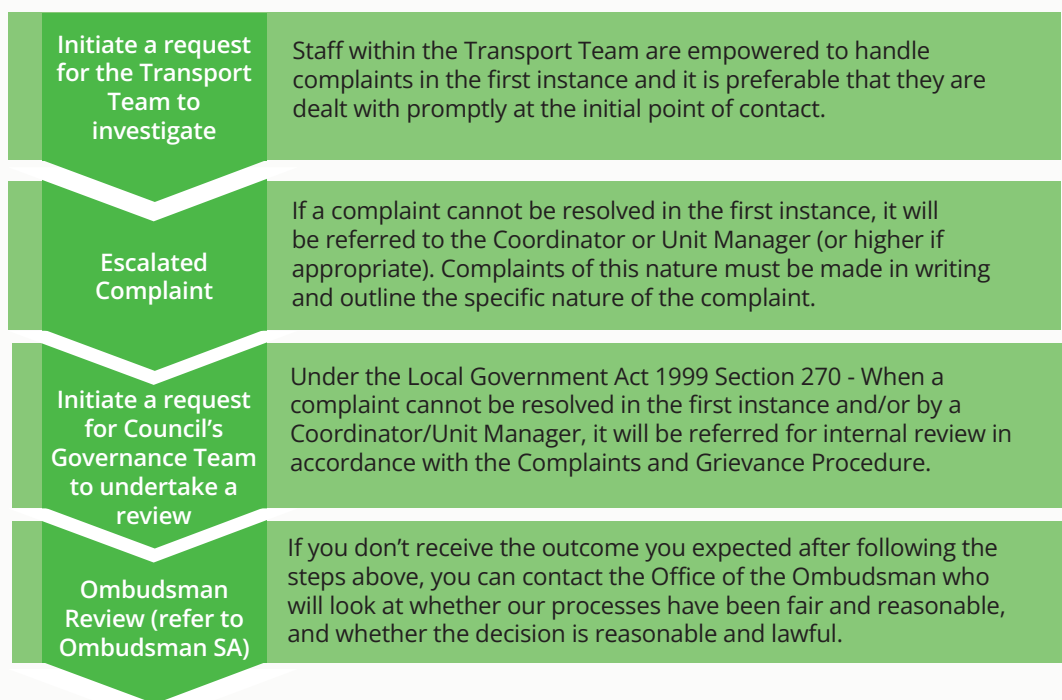 Initiate a request
for the Transport
Team to
investigate
Staff within the Transport Team are empowered to handle
complaints in the first instance and it is preferable that they are
dealt with promptly at the initial point of contact.
Escalated
Complaint
If a complaint cannot be resolved in the first instance, it will
be referred to the Coordinator or Unit Manager (or higher if
appropriate). Complaints of this nature must be made in writing
and outline the specific nature of the complaint.
Initiate a request
for Council’s
Governance Team
to undertake a
review
Under the Local Government Act 1999 Section 270 - When a
complaint cannot be resolved in the first instance and/or by a
Coordinator/Unit Manager, it will be referred for internal review in
accordance with the Complaints and Grievance Procedure.
Ombudsman
Review (refer to
Ombudsman SA)
If you don’t receive the outcome you expected after following the
steps above, you can contact the Office of the Ombudsman who
will look at whether our processes have been fair and reasonable,
and whether the decision is reasonable and lawful.